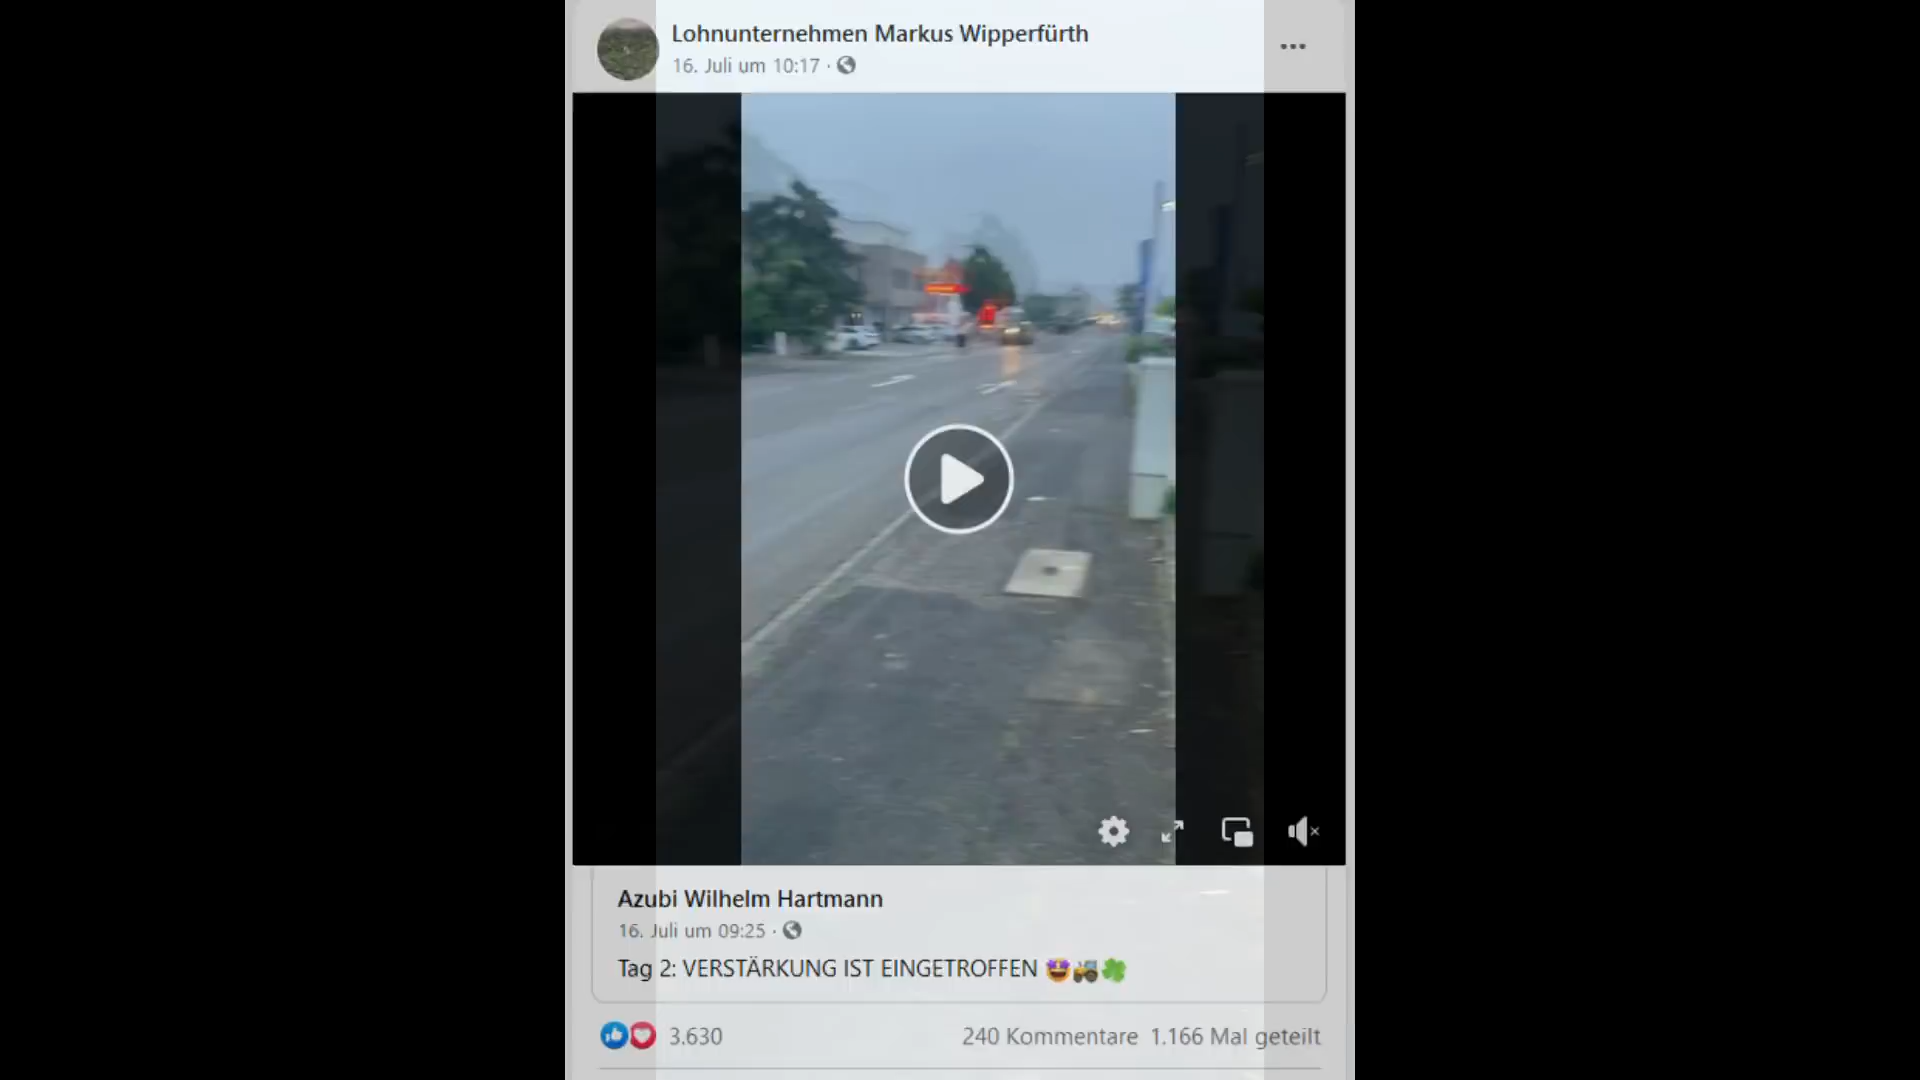 Lohnunternehmen Markus Wipperfürth
16. Juli um 10:17 ·
Azubi Wilhelm Hartmann
16. Juli um 09:25 ·
Tag 2: VERSTÄRKUNG IST EINGETROFFEN 🤩🚜🍀
3.630
240 Kommentare 1.166 Mal geteilt